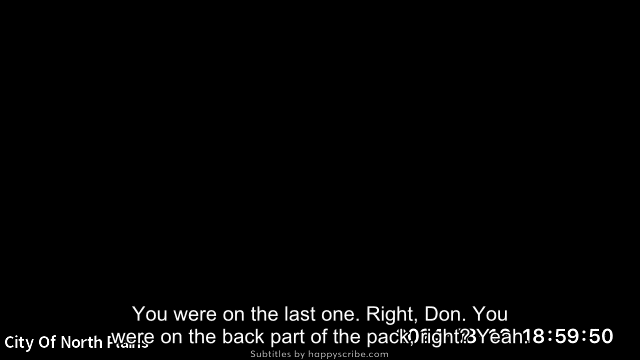 You were on the last one. Right, Don. You
were on the back part of the pack, right? Yeah.
City Of North Plains
18:59:50
Subtitles by happyscribe.com